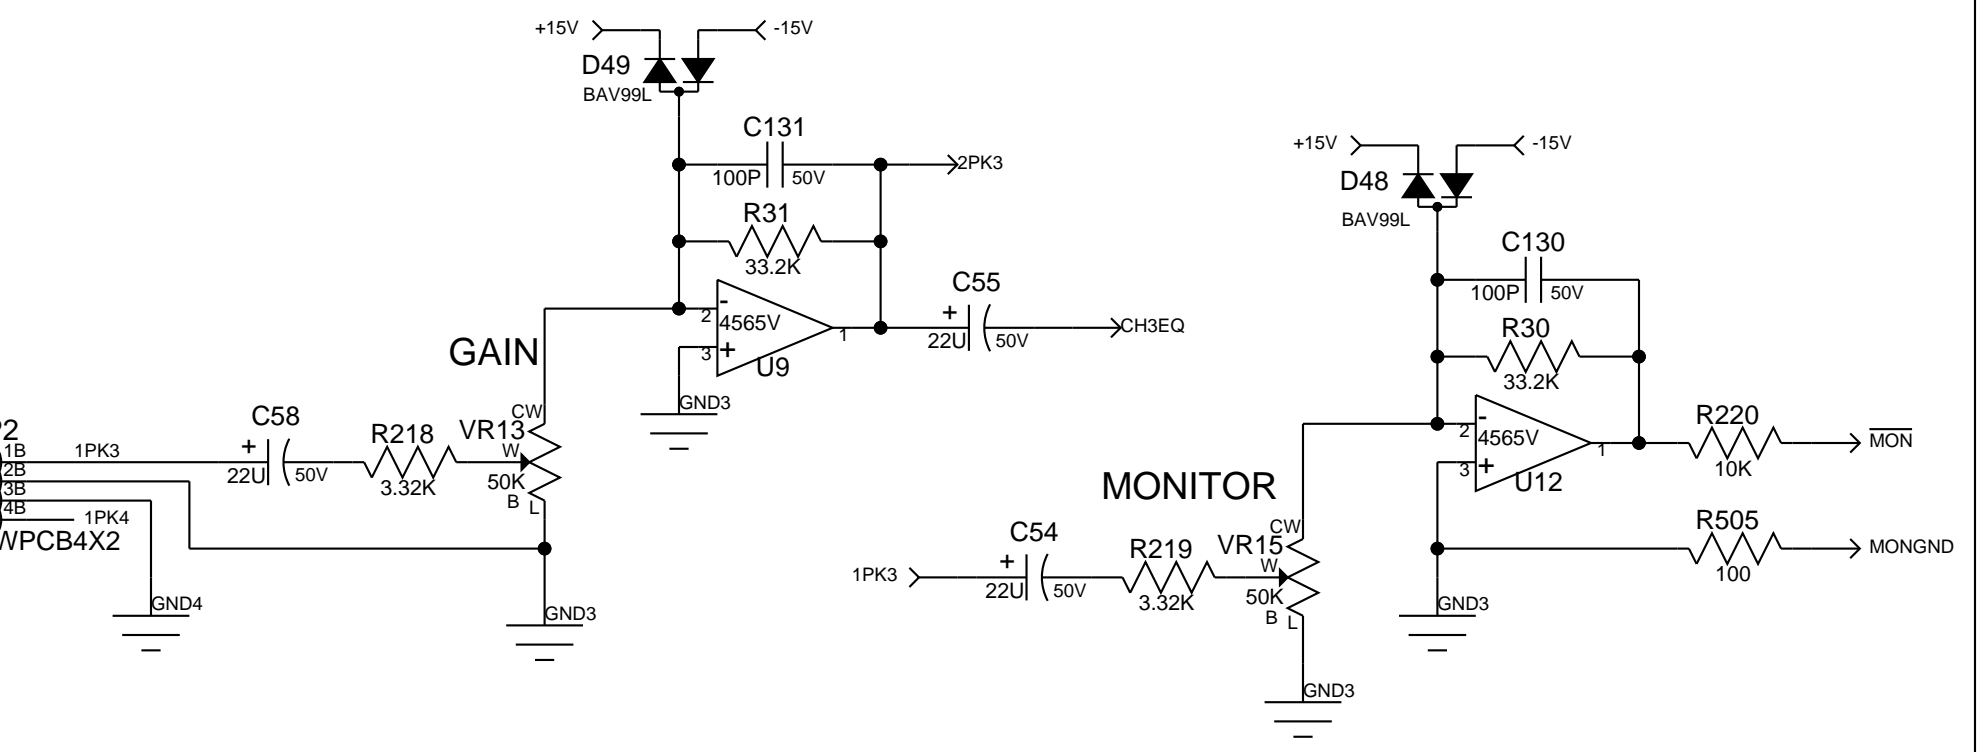 +15V
-15V
D49
BAV99L
C131
100P
50V
2PK3
R31
33.2K
2
-
4565V
1
3
+
U9
C55
+
22U
50V
CH3EQ
GAIN
GND3
2
1B
2B
3B
4B
WPCB4X2
1PK3
1PK4
GND4
C58
+
22U
50V
R218
3.32K
VR13
CW
W
50K
B
L
GND3
+15V
-15V
D48
BAV99L
C130
100P
50V
R30
33.2K
2
-
4565V
1
3
+
U12
R220
10K
MON
R505
100
MONGND
GND3
MONITOR
1PK3
C54
+
22U
50V
R219
3.32K
VR15
CW
W
50K
B
L
GND3